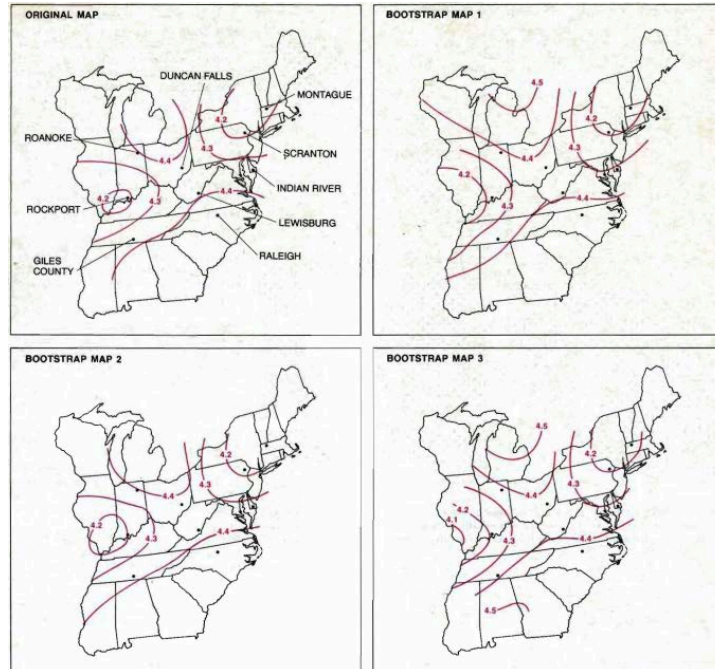 ORIGINAL MAP
DUNCAN FALLS
MONTAGUE
4.2
ROANOKE
4.3
SCRANTON
4.4
INDIAN RIVER
4.2
4.4
ROCKPORT
4.3
LEWISBURG
GILES
COUNTY
RALEIGH
BOOTSTRAP MAP 1
4.5
4.2
4.3
4.4
4.2
4.4
4.3
BOOTSTRAP MAP 2
4.2
4.3
4.4
4.2
4.4
4.3
BOOTSTRAP MAP 3
4.5
4.2
4.3
4.4
4.2
4.1
4.3
4.4
4.5